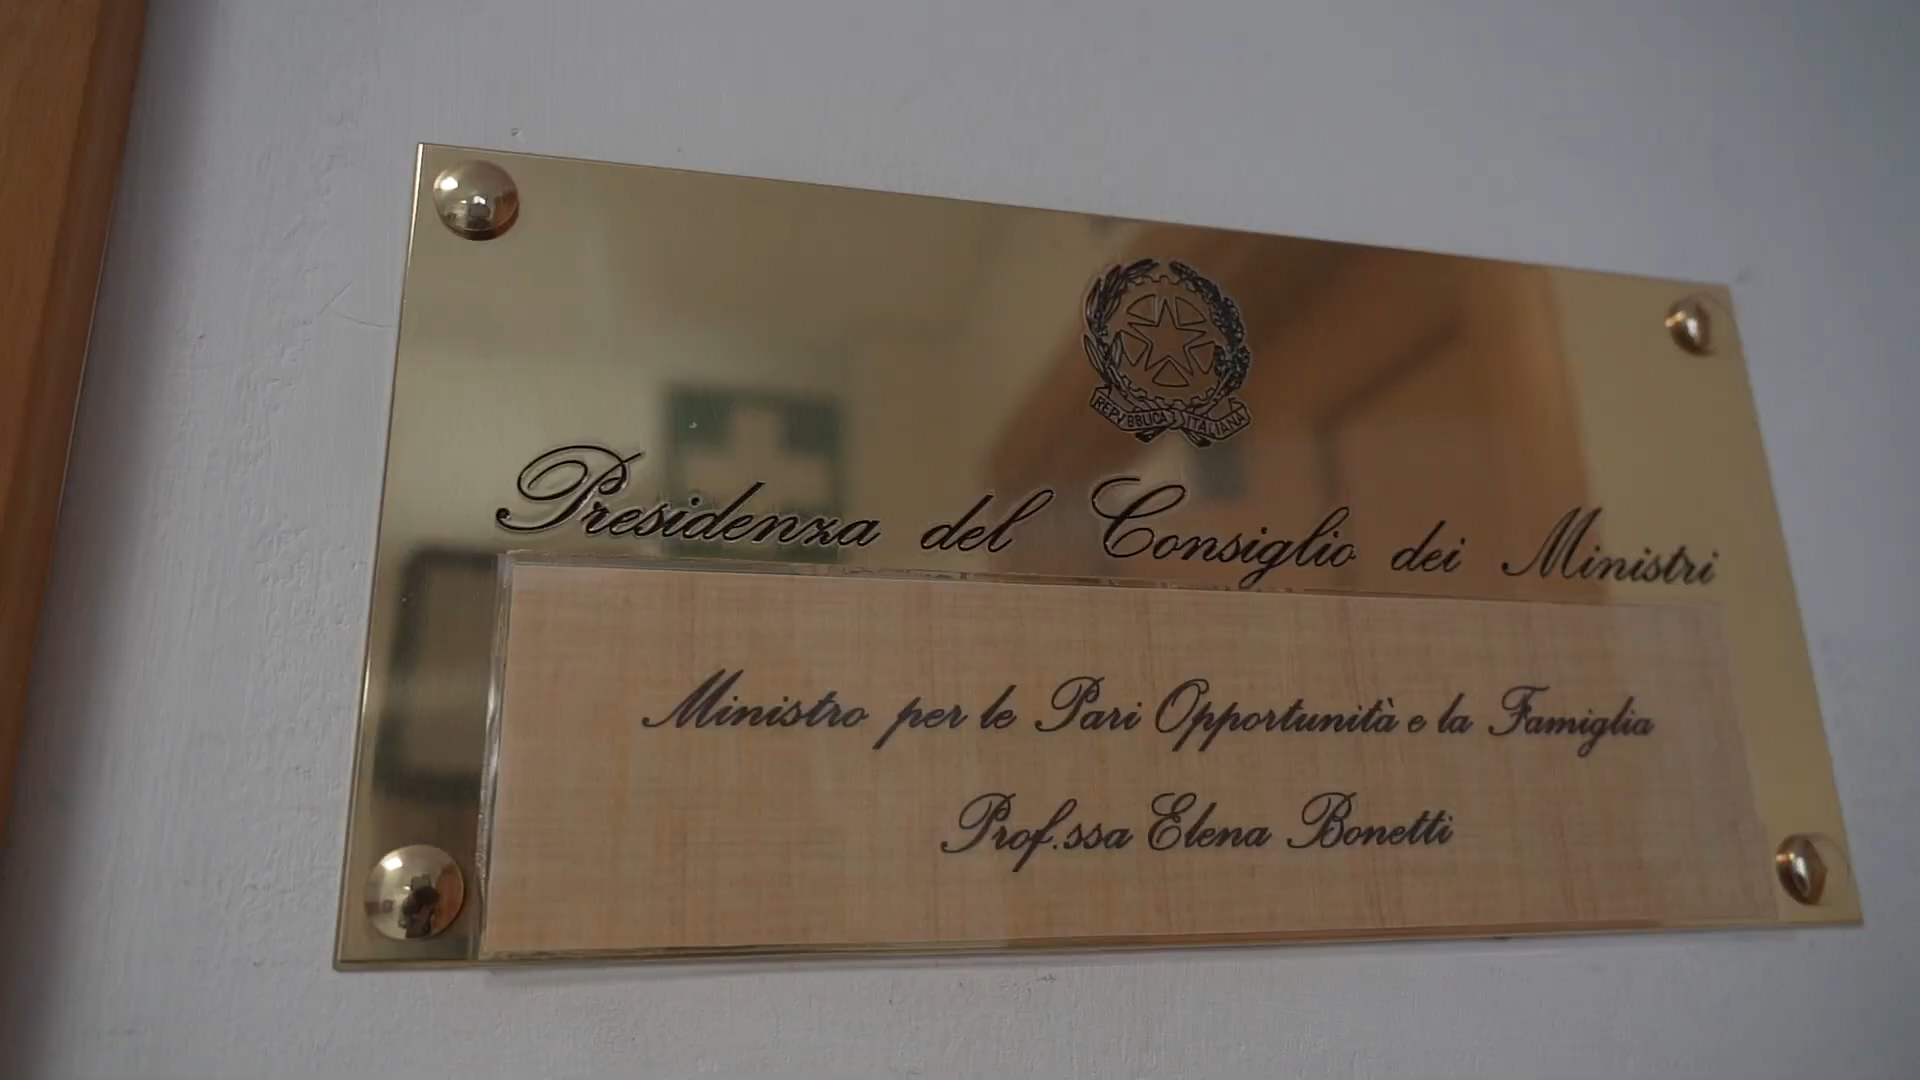 REPVBBLICA ITALIANA
Presidenza del Consiglio dei Ministri
Ministro per le Pari Opportunità e la Famiglia
Prof.ssa Elena Bonetti